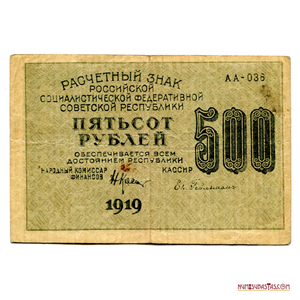 РАСЧЕТНЫЙ ЗНАК
АА-036
РОССИЙСКОЙ
СОЦИАЛИСТИЧЕСКОЙ ФЕДЕРАТИВНОЙ
СОВЕТСКОЙ РЕСПУБЛИКИ
ПЯТЬСОТ
РУБЛЕЙ
500
ОБЕСПЕЧИВАЕТСЯ ВСЕМ
ДОСТОЯНИЕМ РЕСПУБЛИКИ
НАРОДНЫЙ КОМИССАР
ФИНАНСОВ
КАССИР
1919